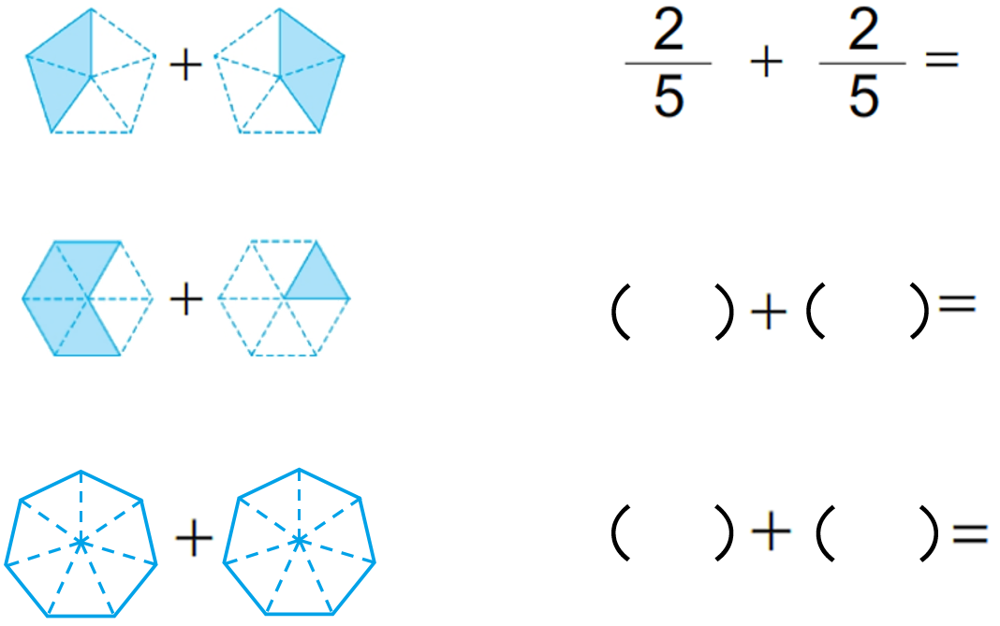 +
2/5 + 2/5 =
+
( ) + ( ) =
+
( ) + ( ) =